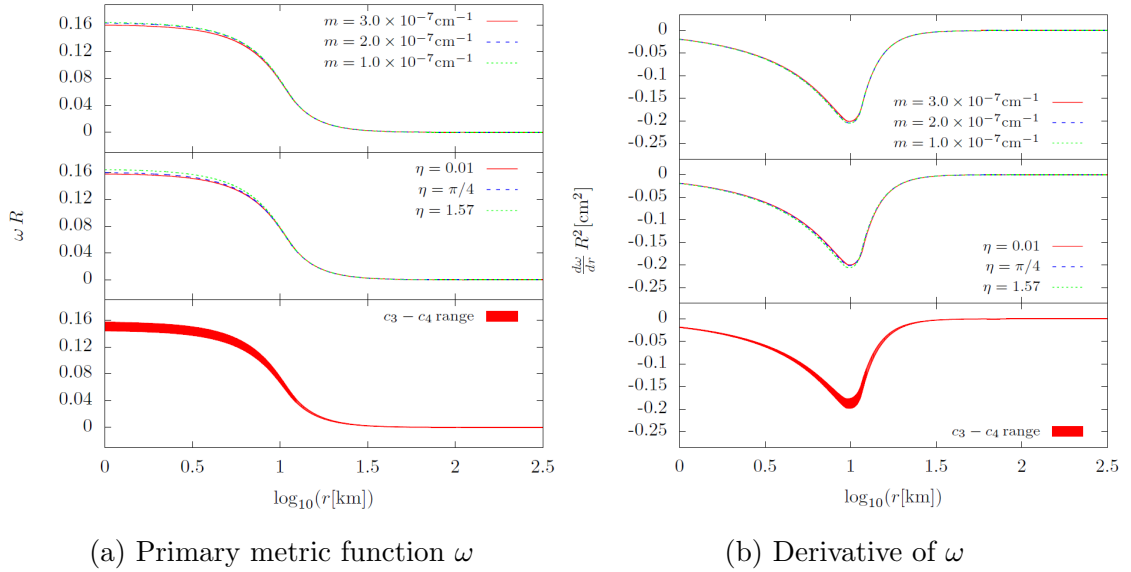 0.16
0.12
0.08
0.04
0
m = 3.0 × 10⁻⁷cm⁻¹
m = 2.0 × 10⁻⁷cm⁻¹
m = 1.0 × 10⁻⁷cm⁻¹
0.16
0.12
0.08
0.04
0
η = 0.01
η = π/4
η = 1.57
ω R
0.16
0.12
0.08
0.04
0
c₃ − c₄ range
0 0.5 1 1.5 2 2.5
log₁₀(r[km])
(a) Primary metric function ω
0
-0.05
-0.1
-0.15
-0.2
-0.25
m = 3.0 × 10⁻⁷cm⁻¹
m = 2.0 × 10⁻⁷cm⁻¹
m = 1.0 × 10⁻⁷cm⁻¹
0
-0.05
-0.1
-0.15
-0.2
-0.25
η = 0.01
η = π/4
η = 1.57
dω/dr R² [cm²]
0
-0.05
-0.1
-0.15
-0.2
-0.25
c₃ − c₄ range
0 0.5 1 1.5 2 2.5
log₁₀(r[km])
(b) Derivative of ω